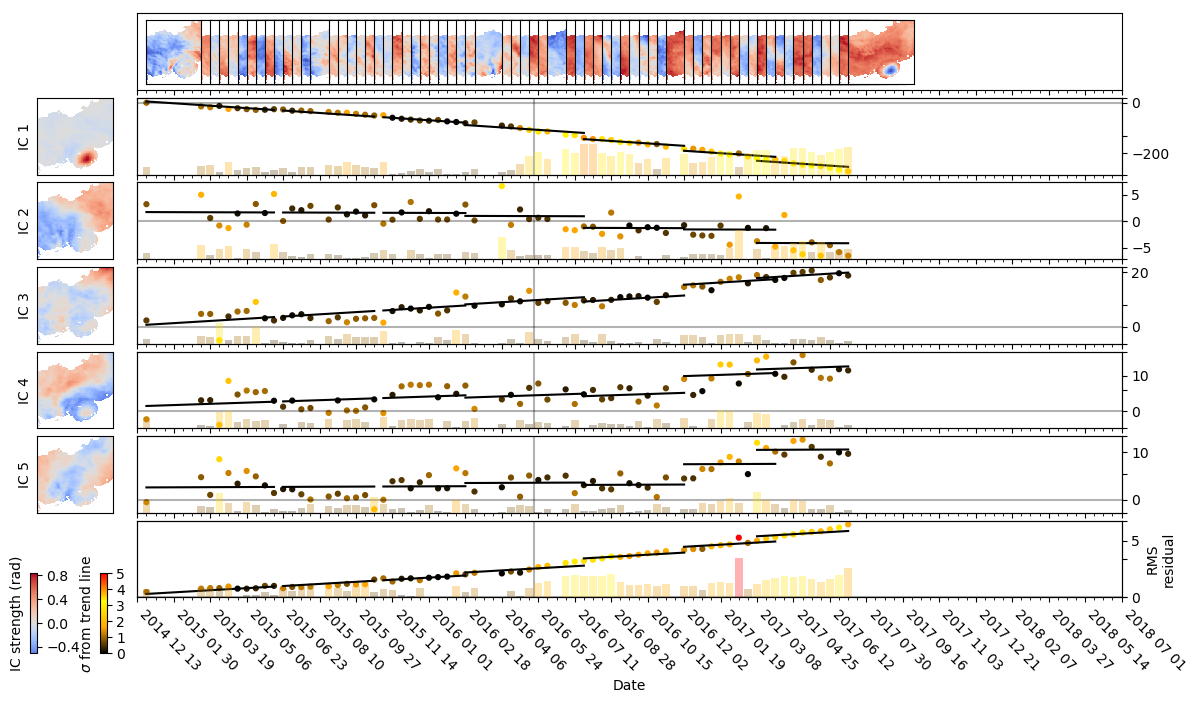 IC 1
0
−200
IC 2
5
0
−5
IC 3
20
0
IC 4
10
0
IC 5
10
0
5
0
RMS
residual
IC strength (rad)
0.8
0.4
0.0
−0.4
σ from trend line
5
4
3
2
1
0
2014 12 13
2015 01 30
2015 03 19
2015 05 06
2015 06 23
2015 08 10
2015 09 27
2015 11 14
2016 01 01
2016 02 18
2016 04 06
2016 05 24
2016 07 11
2016 08 28
2016 10 15
2016 12 02
2017 01 19
2017 03 08
2017 04 25
2017 06 12
2017 07 30
2017 09 16
2017 11 03
2017 12 21
2018 02 07
2018 03 27
2018 05 14
2018 07 01
Date